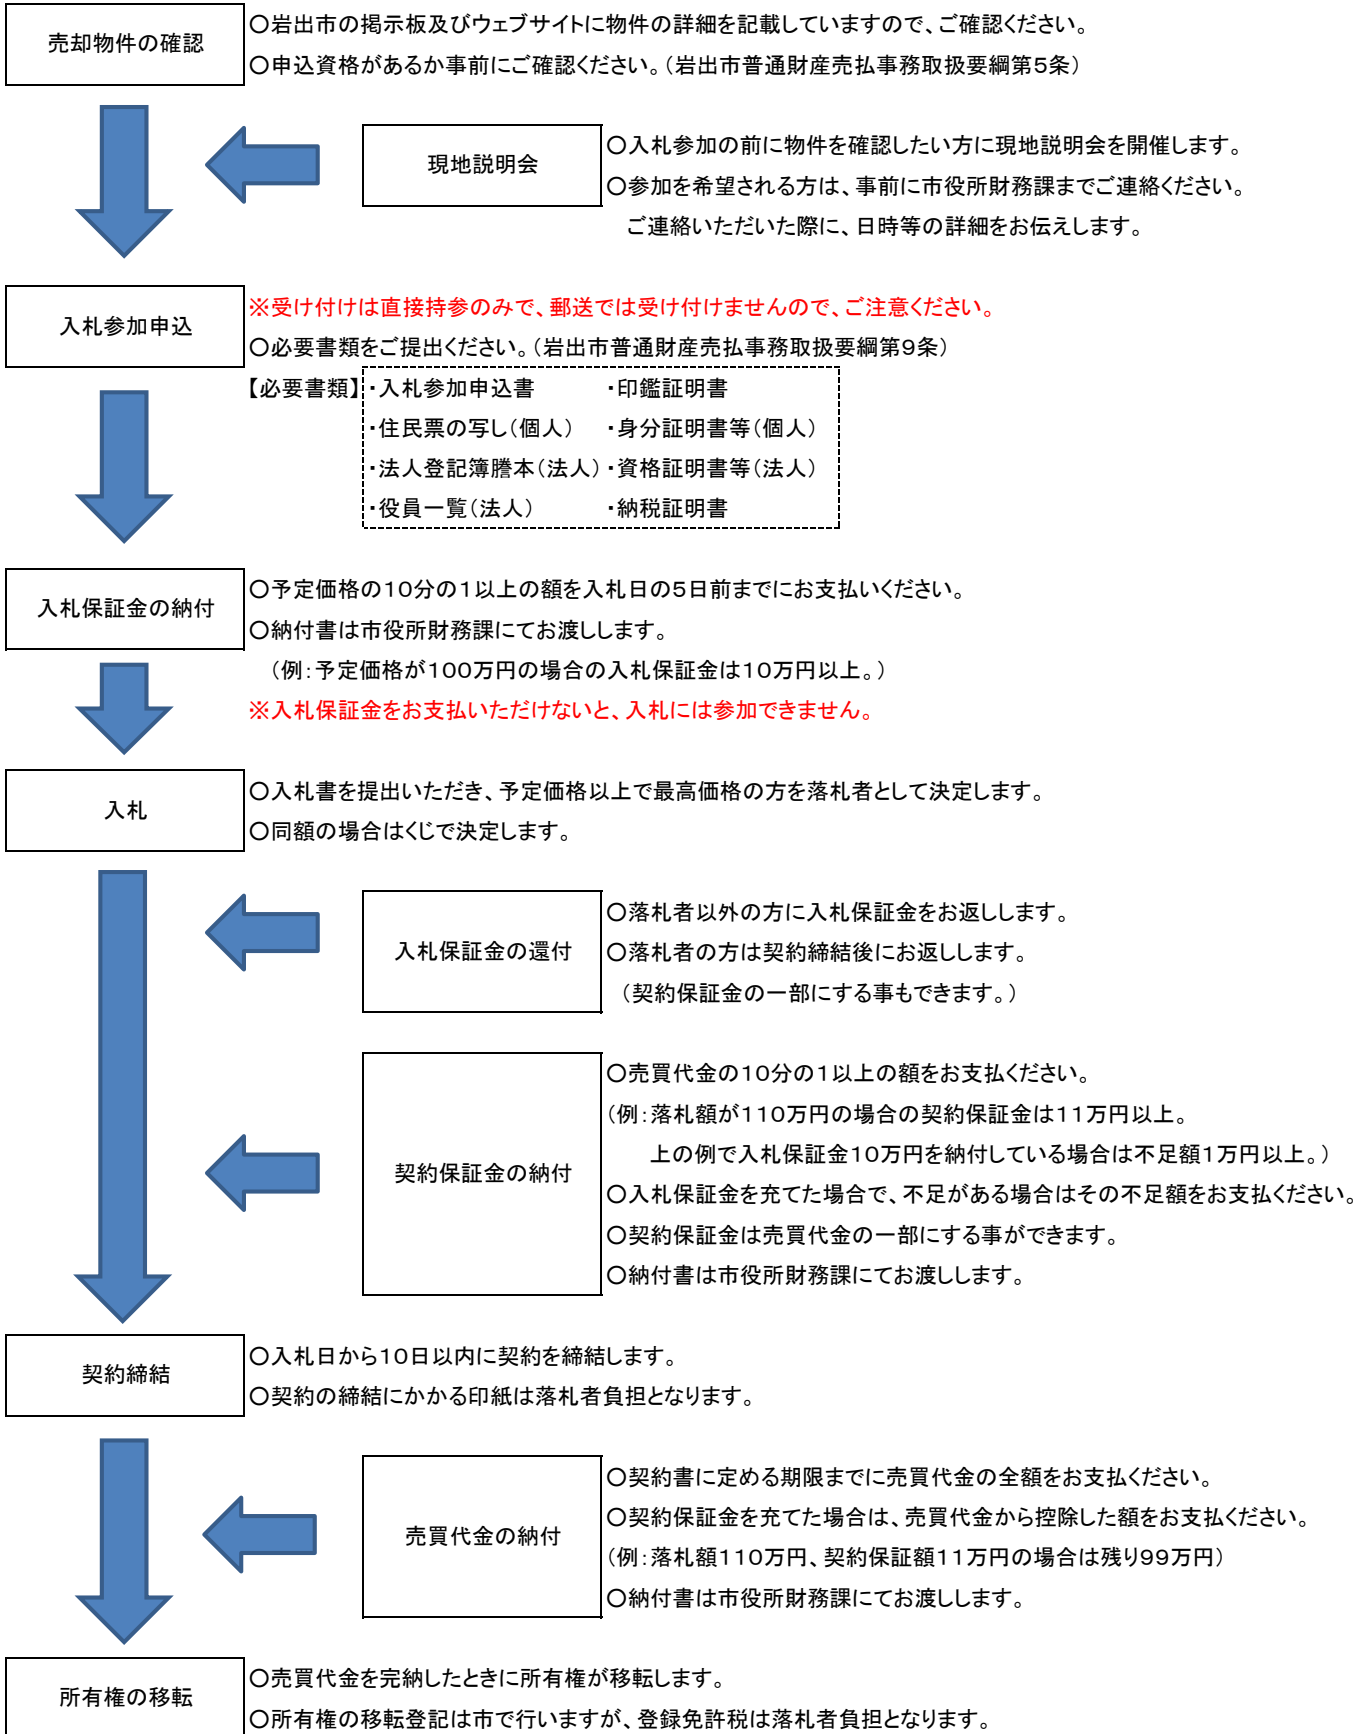 売却物件の確認
○岩出市の掲示板及びウェブサイトに物件の詳細を記載していますので、ご確認ください。
○申込資格があるか事前にご確認ください。（岩出市普通財産売払事務取扱要綱第５条）
現地説明会
○入札参加の前に物件を確認したい方に現地説明会を開催します。
○参加を希望される方は、事前に市役所財務課までご連絡ください。
ご連絡いただいた際に、日時等の詳細をお伝えします。
入札参加申込
※受け付けは直接持参のみで、郵送では受け付けませんので、ご注意ください。
○必要書類をご提出ください。（岩出市普通財産売払事務取扱要綱第９条）
【必要書類】・入札参加申込書　・印鑑証明書
・住民票の写し（個人）　・身分証明書等（個人）
・法人登記簿謄本（法人）・資格証明書等（法人）
・役員一覧（法人）　・納税証明書
入札保証金の納付
○予定価格の１０分の１以上の額を入札日の５日前までにお支払いください。
○納付書は市役所財務課にてお渡しします。
（例：予定価格が１００万円の場合の入札保証金は１０万円以上。）
※入札保証金をお支払いただけないと、入札には参加できません。
入札
○入札書を提出いただき、予定価格以上で最高価格の方を落札者として決定します。
○同額の場合はくじで決定します。
入札保証金の還付
○落札者以外の方に入札保証金をお返しします。
○落札者の方は契約締結後にお返しします。
（契約保証金の一部にする事もできます。）
契約保証金の納付
○売買代金の１０分の１以上の額をお支払ください。
（例：落札額が１１０万円の場合の契約保証金は１１万円以上。
上の例で入札保証金１０万円を納付している場合は不足額１万円以上。）
○入札保証金を充てた場合で、不足がある場合はその不足額をお支払ください。
○契約保証金は売買代金の一部にする事ができます。
○納付書は市役所財務課にてお渡しします。
契約締結
○入札日から１０日以内に契約を締結します。
○契約の締結にかかる印紙は落札者負担となります。
売買代金の納付
○契約書に定める期限までに売買代金の全額をお支払ください。
○契約保証金を充てた場合は、売買代金から控除した額をお支払ください。
（例：落札額１１０万円、契約保証額１１万円の場合は残り９９万円）
○納付書は市役所財務課にてお渡しします。
所有権の移転
○売買代金を完納したときに所有権が移転します。
○所有権の移転登記は市で行いますが、登録免許税は落札者負担となります。